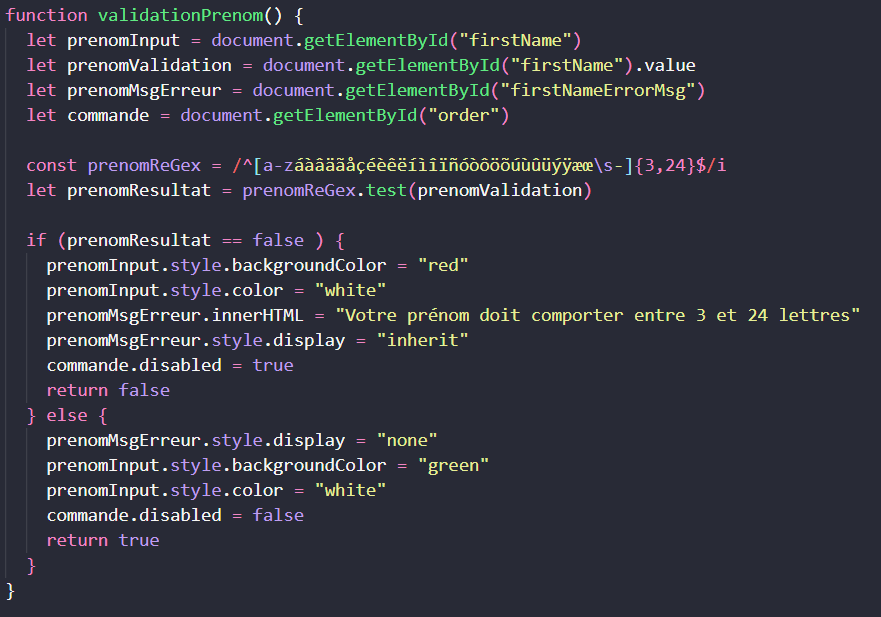 function validationPrenom() {
let prenomInput = document.getElementById("firstName")
let prenomValidation = document.getElementById("firstName").value
let prenomMsgErreur = document.getElementById("firstNameErrorMsg")
let commande = document.getElementById("order")
const prenomReGex = /^[a-záàâäãåçéèêëíìîïñóòôöõúùûüýÿæœ\s-]{3,24}$/i
let prenomResultat = prenomReGex.test(prenomValidation)
if (prenomResultat == false ) {
prenomInput.style.backgroundColor = "red"
prenomInput.style.color = "white"
prenomMsgErreur.innerHTML = "Votre prénom doit comporter entre 3 et 24 lettres"
prenomMsgErreur.style.display = "inherit"
commande.disabled = true
return false
} else {
prenomMsgErreur.style.display = "none"
prenomInput.style.backgroundColor = "green"
prenomInput.style.color = "white"
commande.disabled = false
return true
}
}